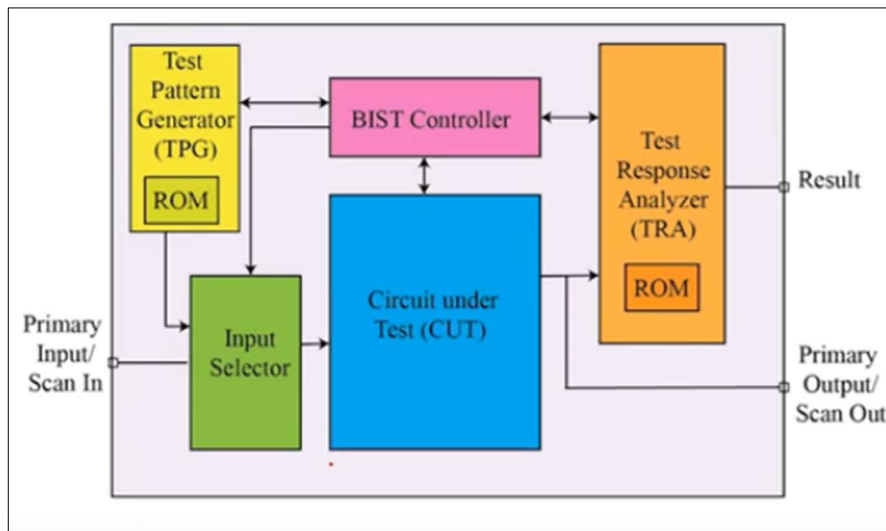 Test
Pattern
Generator
(TPG)
ROM
BIST Controller
Test
Response
Analyzer
(TRA)
ROM
Result
Circuit under
Test (CUT)
Input
Selector
Primary
Input/
Scan In
Primary
Output/
Scan Out